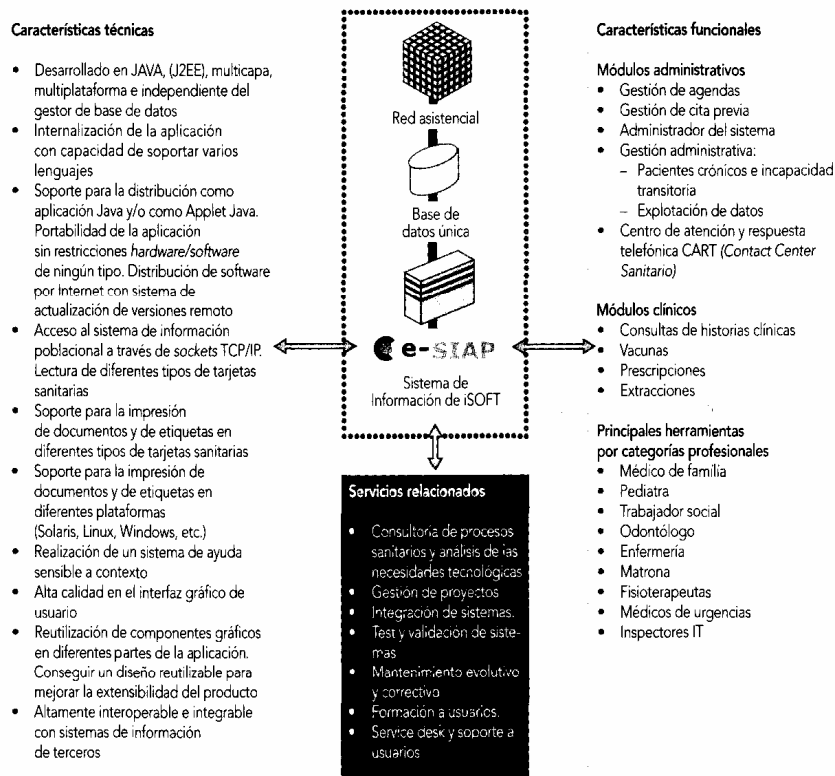 Características técnicas
• Desarrollado en JAVA, (J2EE), multicapa,
multiplataforma e independiente del
gestor de base de datos
• Internalización de la aplicación
con capacidad de soportar varios
lenguajes
• Soporte para la distribución como
aplicación Java y/o como Applet Java.
Portabilidad de la aplicación
sin restricciones hardware/software
de ningún tipo. Distribución de software
por Internet con sistema de
actualización de versiones remoto
• Acceso al sistema de información
poblacional a través de sockets TCP/IP.
Lectura de diferentes tipos de tarjetas
sanitarias
• Soporte para la impresión
de documentos y de etiquetas en
diferentes tipos de tarjetas sanitarias
• Soporte para la impresión de
documentos y de etiquetas en
diferentes plataformas
(Solaris, Linux, Windows, etc.)
• Realización de un sistema de ayuda
sensible a contexto
• Alta calidad en el interfaz gráfico de
usuario
• Reutilización de componentes gráficos
en diferentes partes de la aplicación.
Conseguir un diseño reutilizable para
mejorar la extensibilidad del producto
• Altamente interoperable e integrable
con sistemas de información
de terceros
Red asistencial
Base de
datos única
e-SIAP
Sistema de
Información de iSOFT
Servicios relacionados
• Consultoría de procesos
sanitarios y análisis de las
necesidades tecnológicas
• Gestión de proyectos
• Integración de sistemas.
• Test y validación de siste-
mas
• Mantenimiento evolutivo
y correctivo
• Formación a usuarios.
• Service desk y soporte a
usuarios
Características funcionales
Módulos administrativos
• Gestión de agendas
• Gestión de cita previa
• Administrador del sistema
• Gestión administrativa:
– Pacientes crónicos e incapacidad
transitoria
– Explotación de datos
• Centro de atención y respuesta
telefónica CART (Contact Center
Sanitario)
Módulos clínicos
• Consultas de historias clínicas
• Vacunas
• Prescripciones
• Extracciones
Principales herramientas
por categorías profesionales
• Médico de familia
• Pediatra
• Trabajador social
• Odontólogo
• Enfermería
• Matrona
• Fisioterapeutas
• Médicos de urgencias
• Inspectores IT